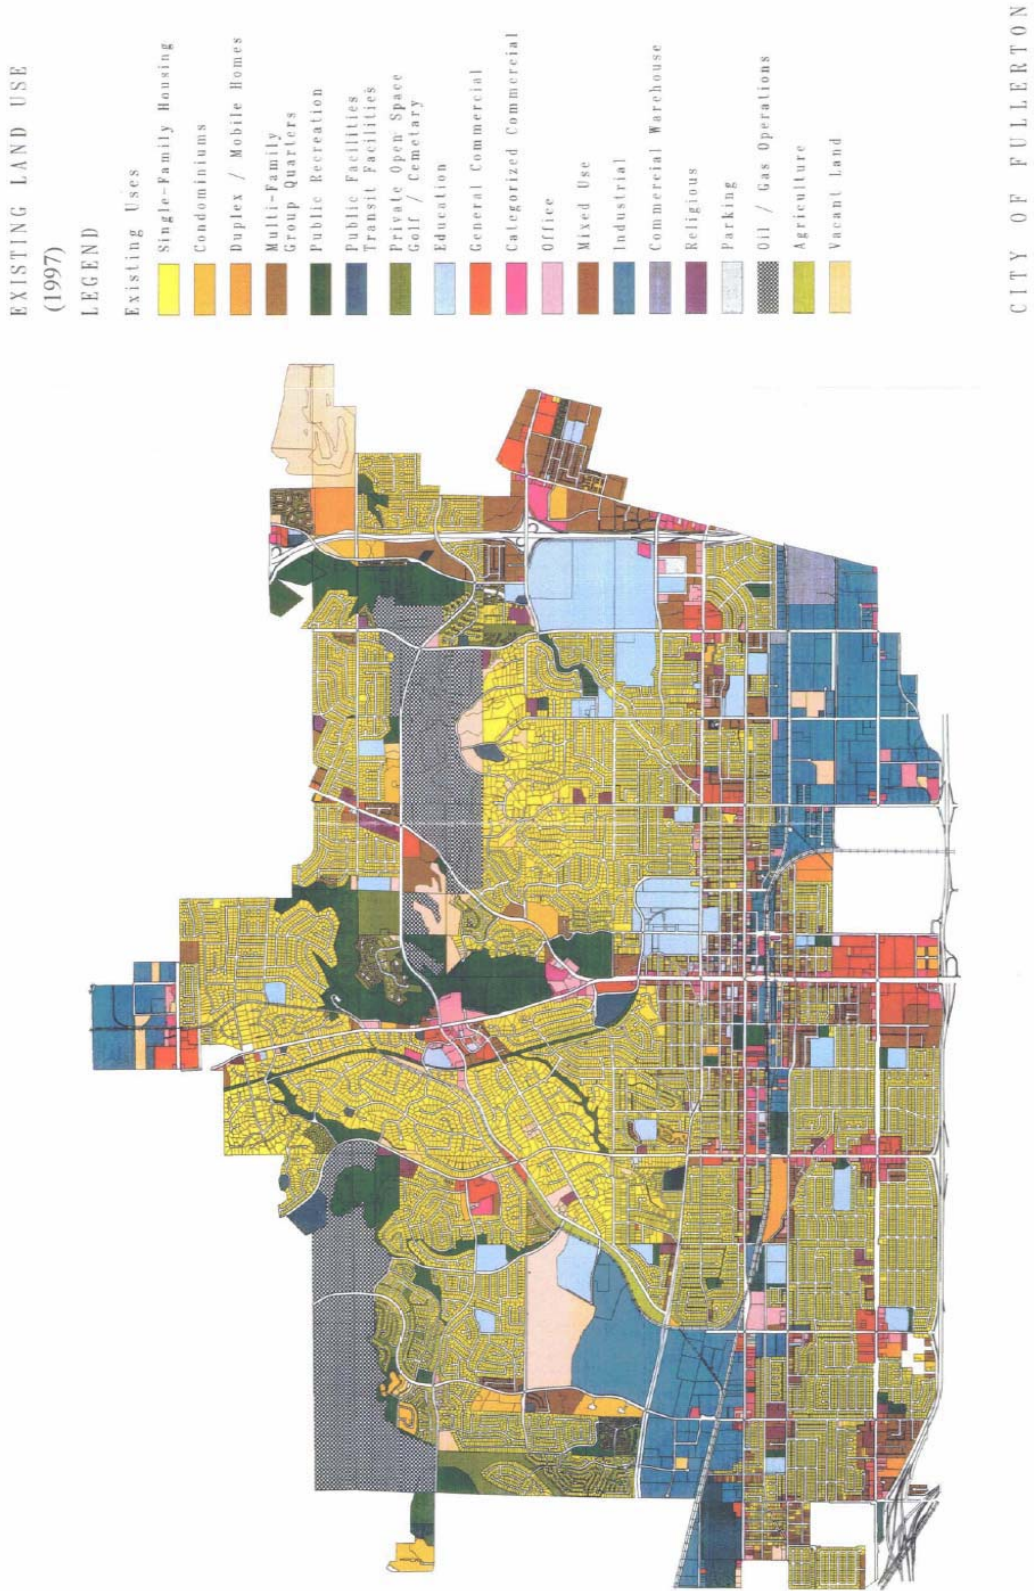 EXISTING LAND USE
(1997)
LEGEND
Existing Uses
Single-Family Housing
Condominiums
Duplex / Mobile Homes
Multi-Family
Group Quarters
Public Recreation
Public Facilities
Transit Facilities
Private Open Space
Golf / Cemetary
Education
General Commercial
Categorized Commercial
Office
Mixed Use
Industrial
Commercial Warehouse
Religious
Parking
Oil / Gas Operations
Agriculture
Vacant Land
CITY OF FULLERTON